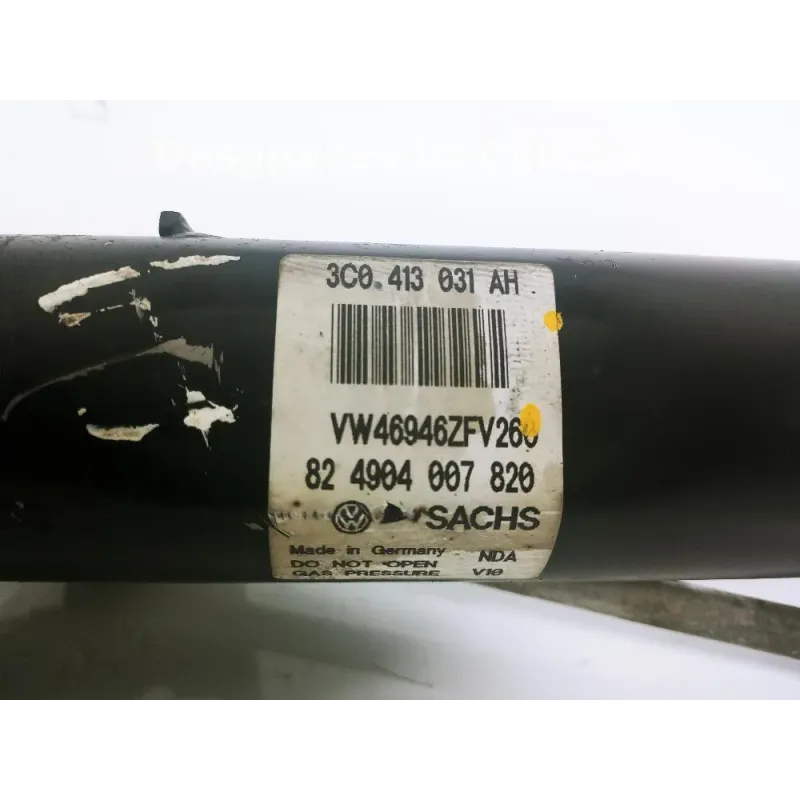 3C0.413 031 AH
VW46946ZFV260
82 4904 007 820
SACHS
Made in Germany NDA
DO NOT OPEN
GAS PRESSURE V10